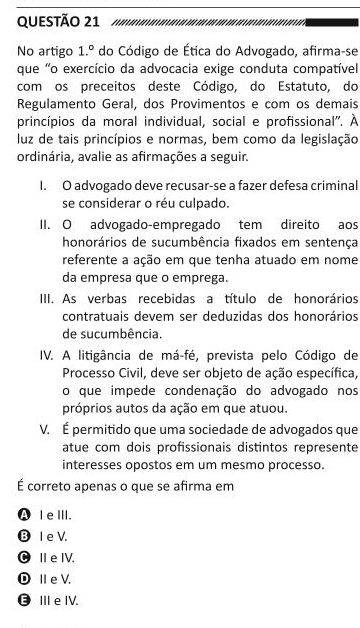 QUESTÃO 21
No artigo 1.º do Código de Ética do Advogado, afirma-se
que “o exercício da advocacia exige conduta compatível
com os preceitos deste Código, do Estatuto, do
Regulamento Geral, dos Provimentos e com os demais
princípios da moral individual, social e profissional”. À
luz de tais princípios e normas, bem como da legislação
ordinária, avalie as afirmações a seguir.
I. O advogado deve recusar-se a fazer defesa criminal
se considerar o réu culpado.
II. O advogado-empregado tem direito aos
honorários de sucumbência fixados em sentença
referente a ação em que tenha atuado em nome
da empresa que o emprega.
III. As verbas recebidas a título de honorários
contratuais devem ser deduzidas dos honorários
de sucumbência.
IV. A litigância de má-fé, prevista pelo Código de
Processo Civil, deve ser objeto de ação específica,
o que impede condenação do advogado nos
próprios autos da ação em que atuou.
V. É permitido que uma sociedade de advogados que
atue com dois profissionais distintos represente
interesses opostos em um mesmo processo.
É correto apenas o que se afirma em
A I e III.
B I e V.
C II e IV.
D II e V.
E III e IV.